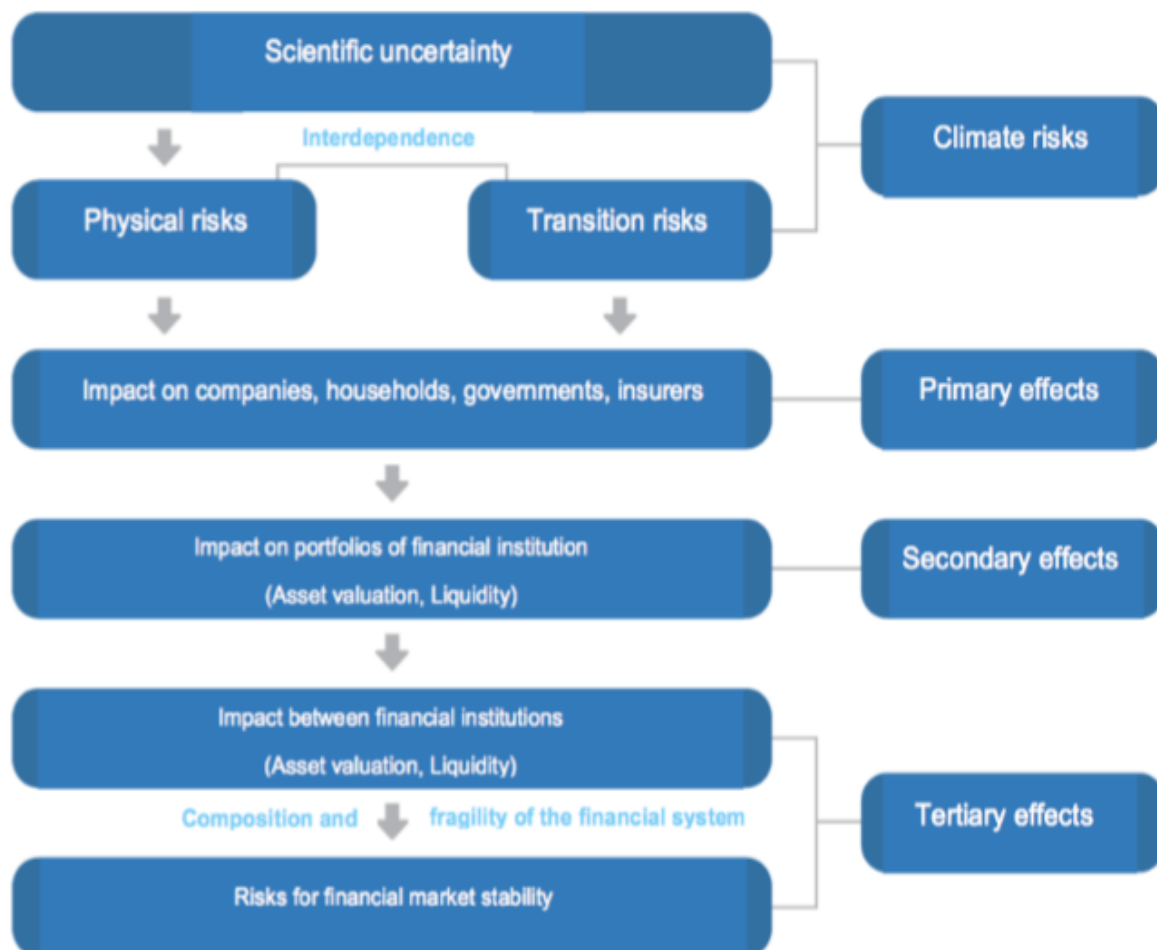 Scientific uncertainty
Interdependence
Climate risks
Physical risks
Transition risks
Impact on companies, households, governments, insurers
Primary effects
Impact on portfolios of financial institution
(Asset valuation, Liquidity)
Secondary effects
Impact between financial institutions
(Asset valuation, Liquidity)
Composition and fragility of the financial system
Tertiary effects
Risks for financial market stability